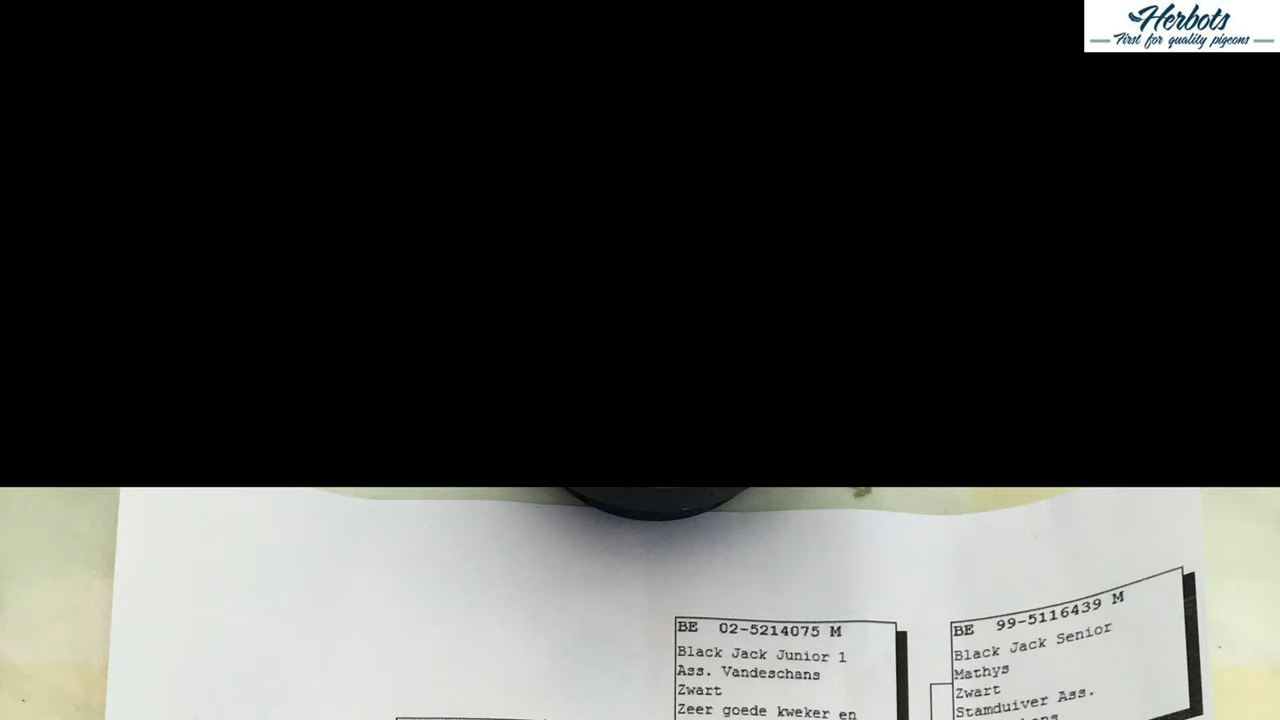 Herbots
First for quality pigeons
BE 02-5214075 M
Black Jack Junior 1
Ass. Vandeschans
Zwart
Zeer goede kweker en
BE 99-5116439 M
Black Jack Senior
Mathys
Zwart
Stamduiver Ass.